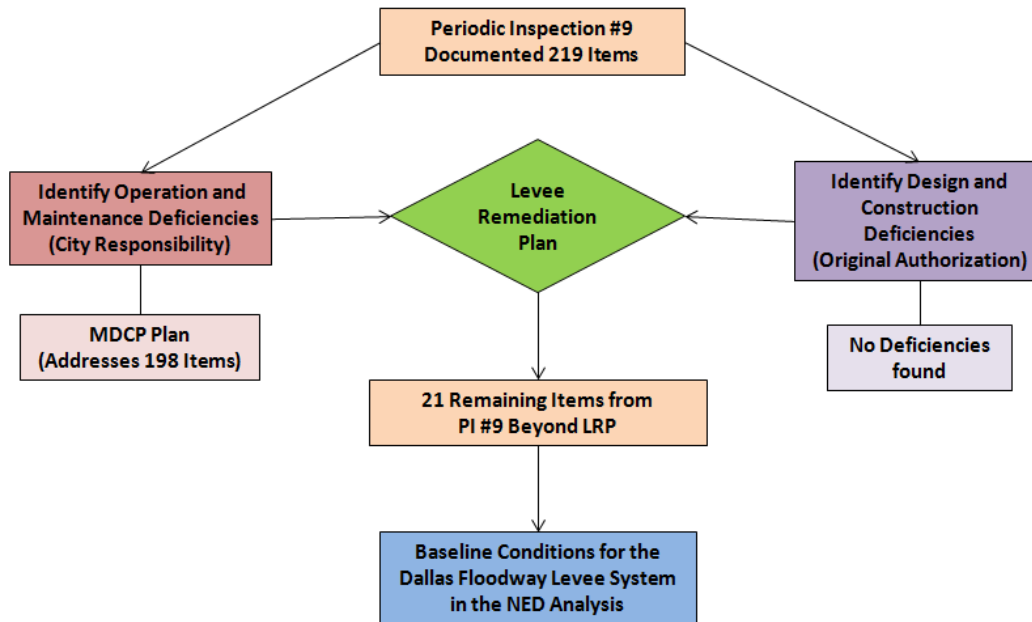 Periodic Inspection #9
Documented 219 Items
Identify Operation and
Maintenance Deficiencies
(City Responsibility)
Levee
Remediation
Plan
Identify Design and
Construction
Deficiencies
(Original Authorization)
MDCP Plan
(Addresses 198 Items)
No Deficiencies
found
21 Remaining Items from
PI #9 Beyond LRP
Baseline Conditions for the
Dallas Floodway Levee System
in the NED Analysis